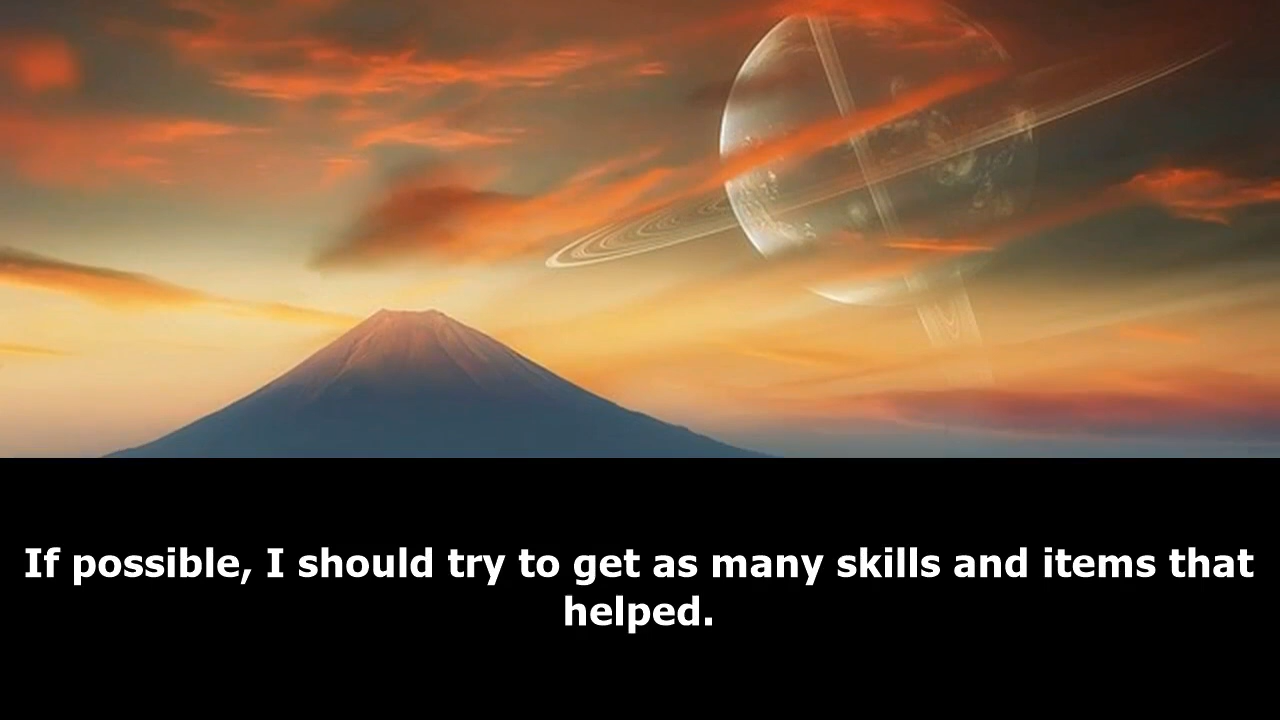 If possible, I should try to get as many skills and items that
helped.